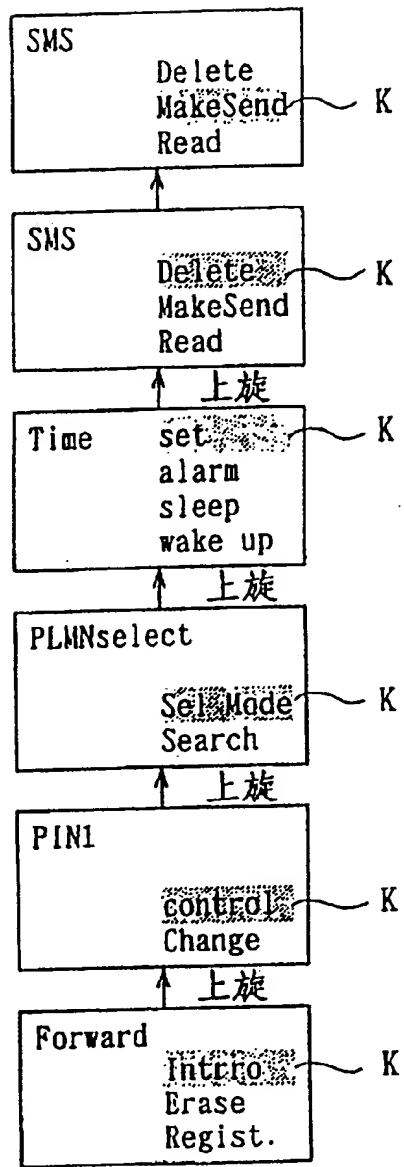 SMS
Delete
MakeSend K
Read
SMS
Delete K
MakeSend
Read
上旋
Time set K
alarm
sleep
wake up
上旋
PLMNselect
Sel Mode K
Search
上旋
PIN1
control K
Change
上旋
Forward
Intrro K
Erase
Regist.